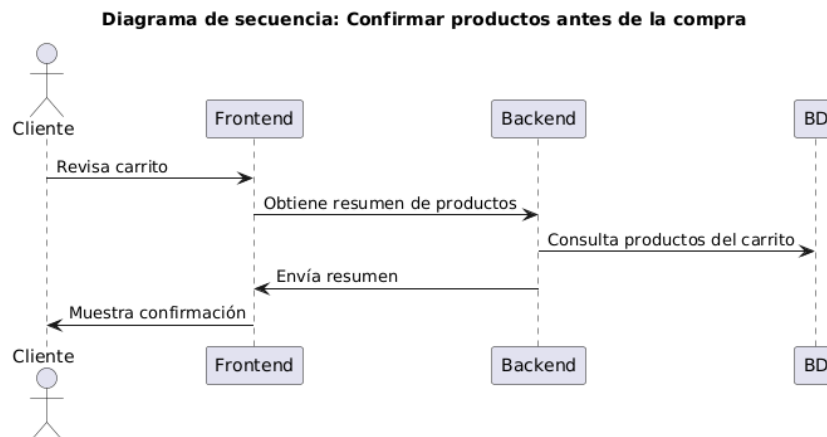 Diagrama de secuencia: Confirmar productos antes de la compra
Cliente
Frontend
Backend
BD
Revisa carrito
Obtiene resumen de productos
Consulta productos del carrito
Envía resumen
Muestra confirmación
Cliente
Frontend
Backend
BD